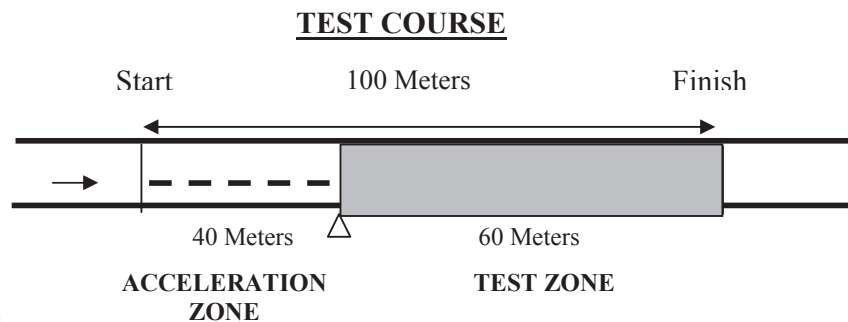 TEST COURSE
Start 100 Meters Finish
40 Meters 60 Meters
ACCELERATION TEST ZONE
ZONE